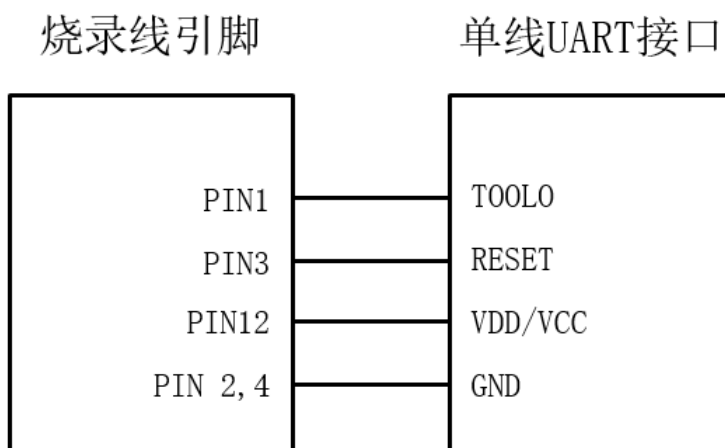 烧录线引脚 单线UART接口
PIN1 TOOLO
PIN3 RESET
PIN12 VDD/VCC
PIN 2,4 GND